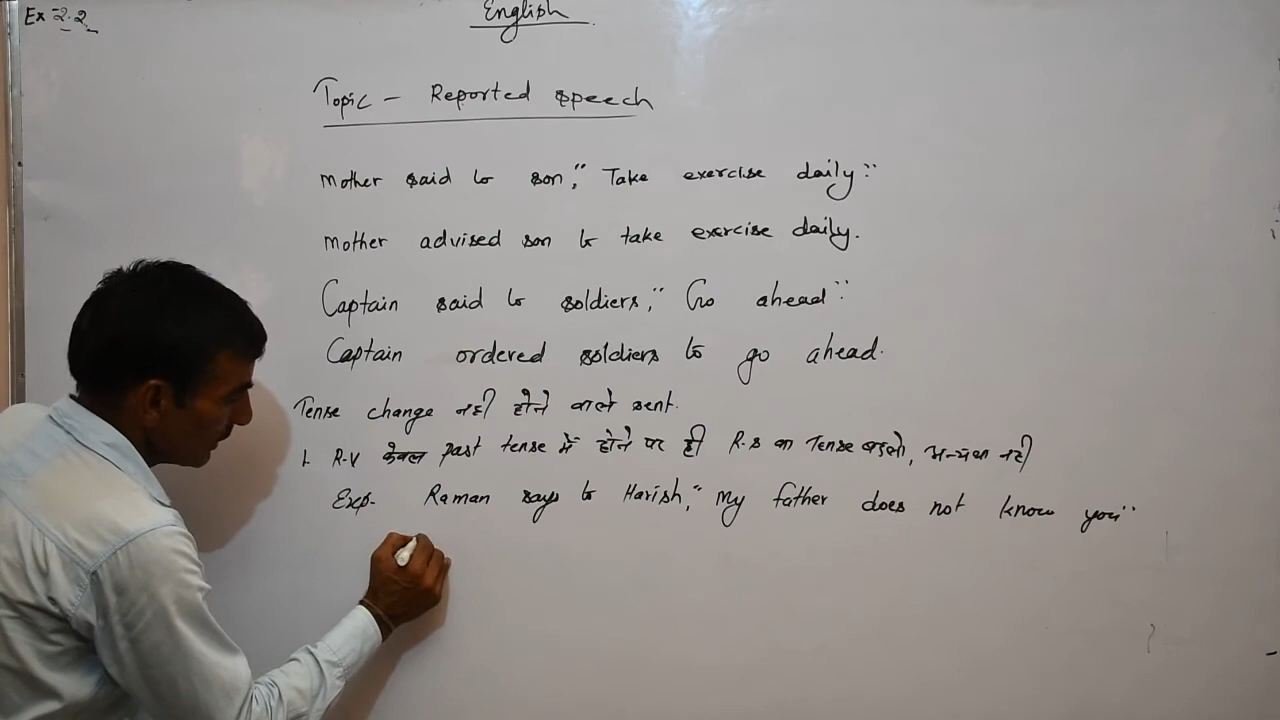 Ex 2.2
English
Topic - Reported speech
Mother said to son," Take exercise daily."
Mother advised son to take exercise daily.
Captain said to soldiers," Go ahead"
Captain ordered soldiers to go ahead.
Tense change नही होने वाले sent.
1. R.V केवल past tense में होने पर ही R.S का Tense बदलो, अन्यथा नही
Exp. Raman says to Harish," My father does not know you"